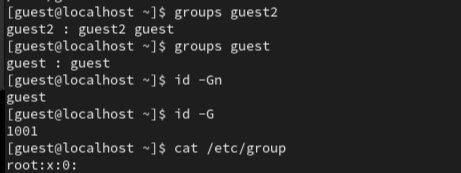 [guest@localhost ~]$ groups guest2
guest2 : guest2 guest
[guest@localhost ~]$ groups guest
guest : guest
[guest@localhost ~]$ id -Gn
guest
[guest@localhost ~]$ id -G
1001
[guest@localhost ~]$ cat /etc/group
root:x:0: